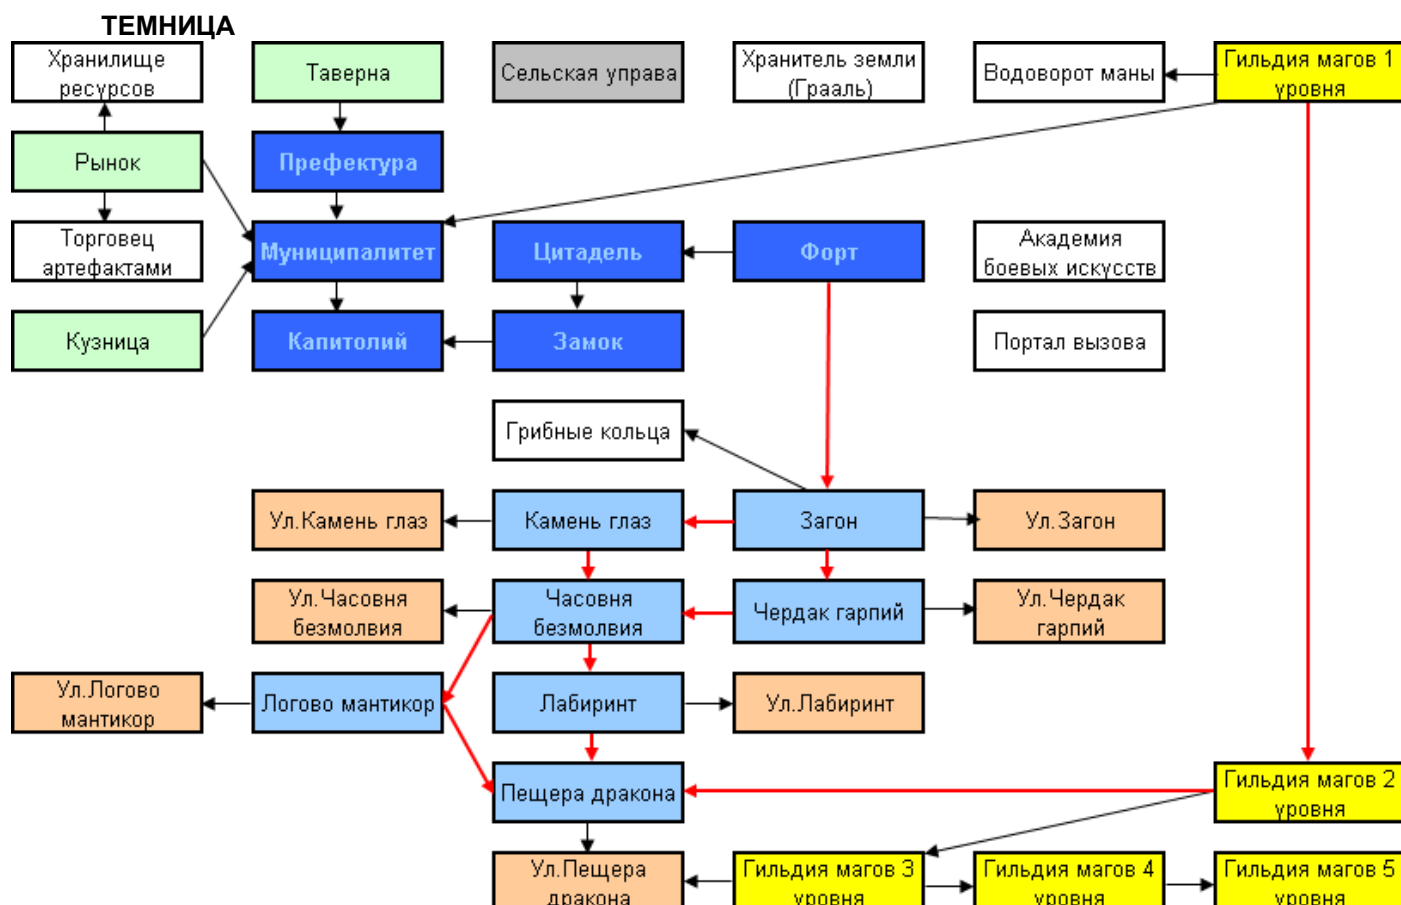 ТЕМНИЦА
Хранилище
ресурсов
Таверна
Сельская управа
Хранитель земли
(Грааль)
Водоворот маны
Гильдия магов 1
уровня
Рынок
Префектура
Торговец
артефактами
Муниципалитет
Цитадель
Форт
Академия
боевых искусств
Кузница
Капитолий
Замок
Портал вызова
Грибные кольца
Ул.Камень глаз
Камень глаз
Загон
Ул.Загон
Ул.Часовня
безмолвия
Часовня
безмолвия
Чердак гарпий
Ул.Чердак
гарпий
Ул.Логово
мантикор
Логово мантикор
Лабиринт
Ул.Лабиринт
Пещера дракона
Гильдия магов 2
уровня
Ул.Пещера
дракона
Гильдия магов 3
уровня
Гильдия магов 4
уровня
Гильдия магов 5
уровня